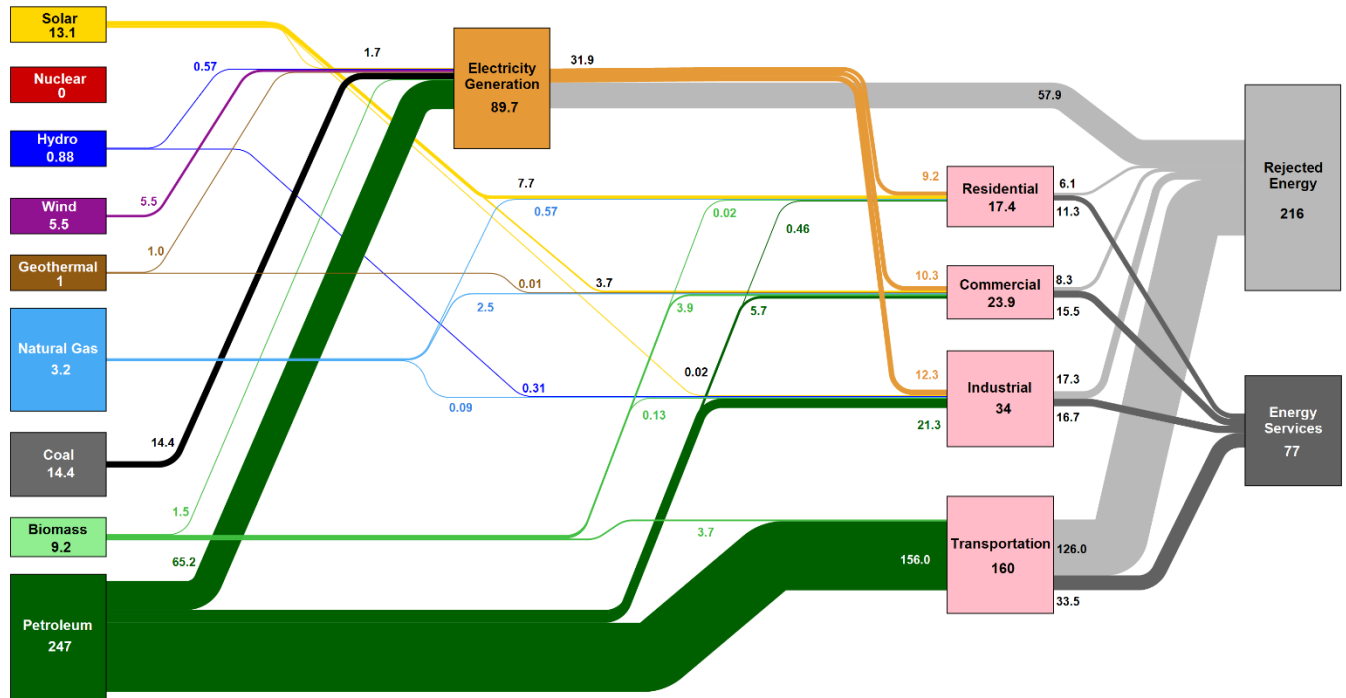 Solar
13.1
Nuclear
0
Hydro
0.88
Wind
5.5
Geothermal
1
Natural Gas
3.2
Coal
14.4
Biomass
9.2
Petroleum
247
0.57
5.5
1.0
14.4
1.5
65.2
1.7
Electricity
Generation
89.7
31.9
57.9
7.7
0.57
0.02
0.46
0.01
3.7
2.5
3.9
5.7
0.02
0.31
0.09
0.13
3.7
9.2
10.3
12.3
21.3
156.0
Residential
17.4
Commercial
23.9
Industrial
34
Transportation
160
6.1
11.3
8.3
15.5
17.3
16.7
126.0
33.5
Rejected
Energy
216
Energy
Services
77